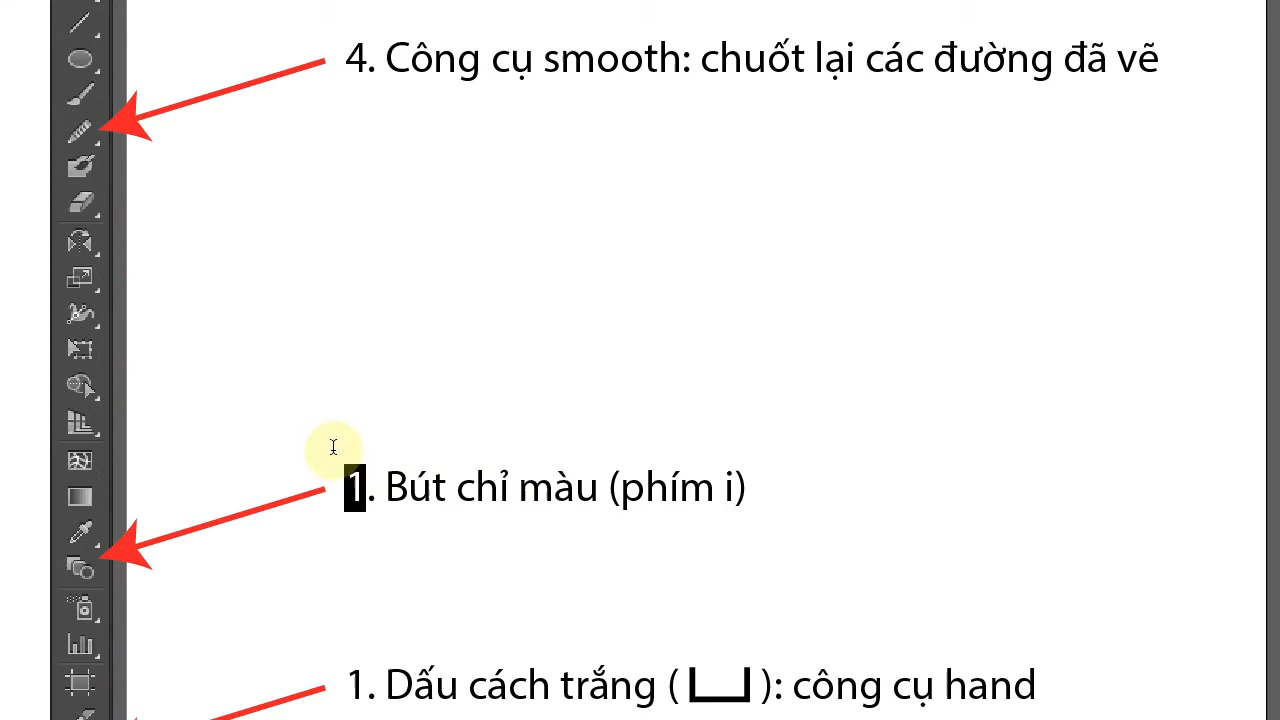 4. Công cụ smooth: chuốt lại các đường đã vẽ
1. Bút chỉ màu (phím i)
1. Dấu cách trắng ( ): công cụ hand